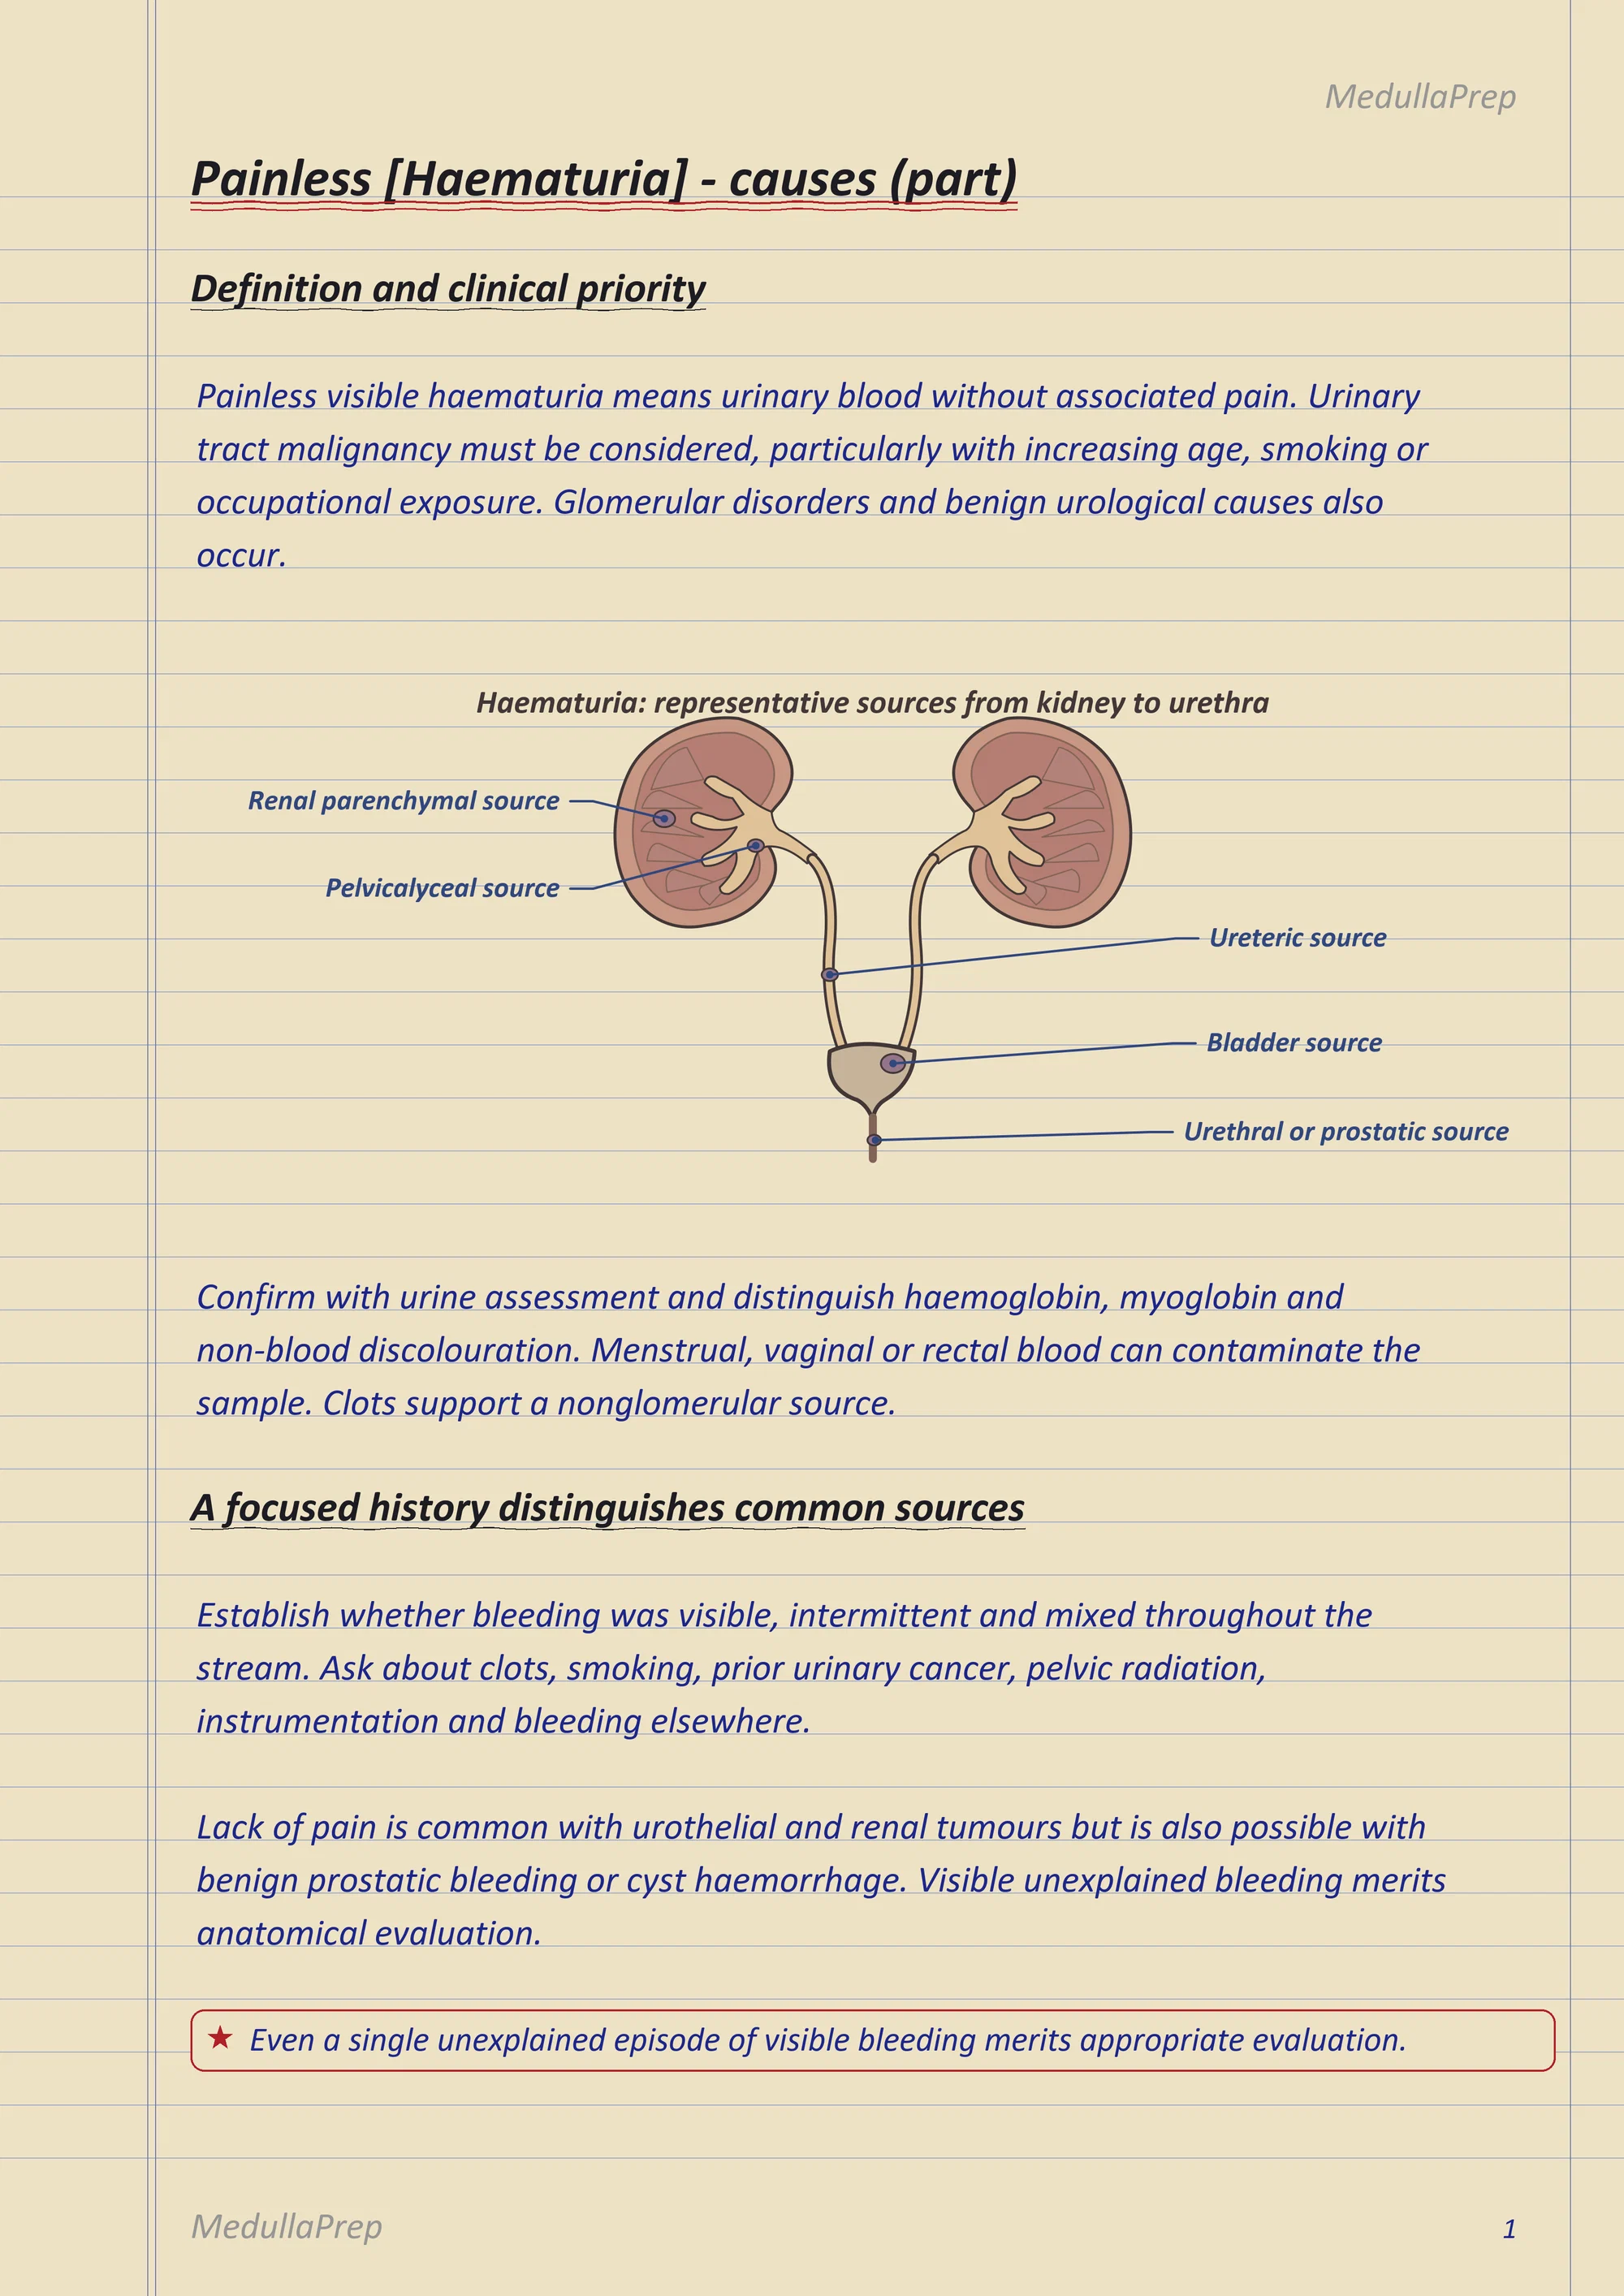 MedullaPrep
Painless [Haematuria] - causes (part)
Definition and clinical priority
Painless visible haematuria means urinary blood without associated pain. Urinary
tract malignancy must be considered, particularly with increasing age, smoking or
occupational exposure. Glomerular disorders and benign urological causes also
occur.
Haematuria: representative sources from kidney to urethra
Renal parenchymal source
Pelvicalyceal source
Ureteric source
Bladder source
Urethral or prostatic source
Confirm with urine assessment and distinguish haemoglobin, myoglobin and
non-blood discolouration. Menstrual, vaginal or rectal blood can contaminate the
sample. Clots support a nonglomerular source.
A focused history distinguishes common sources
Establish whether bleeding was visible, intermittent and mixed throughout the
stream. Ask about clots, smoking, prior urinary cancer, pelvic radiation,
instrumentation and bleeding elsewhere.
Lack of pain is common with urothelial and renal tumours but is also possible with
benign prostatic bleeding or cyst haemorrhage. Visible unexplained bleeding merits
anatomical evaluation.
★ Even a single unexplained episode of visible bleeding merits appropriate evaluation.
MedullaPrep
1